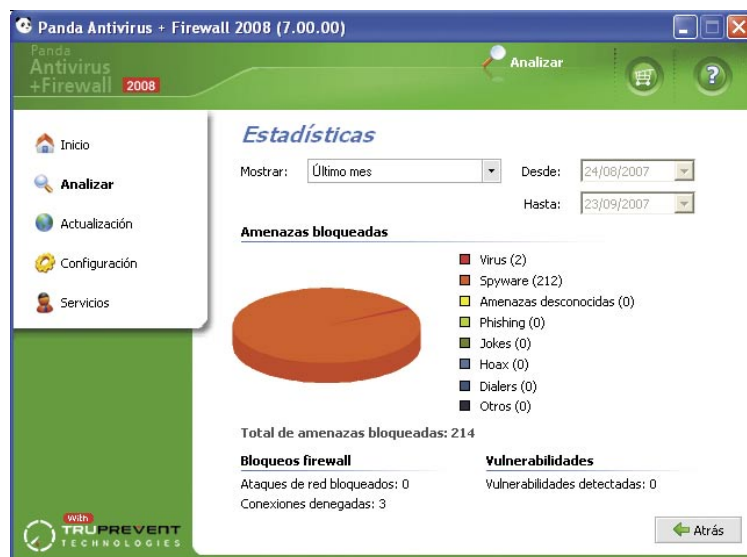 Panda Antivirus + Firewall 2008 (7.00.00)
Panda
Antivirus
+Firewall 2008
Analizar
?
Inicio
Analizar
Actualización
Configuración
Servicios
Estadísticas
Mostrar: Último mes
Desde: 24/08/2007
Hasta: 23/09/2007
Amenazas bloqueadas
Virus (2)
Spyware (212)
Amenazas desconocidas (0)
Phishing (0)
Jokes (0)
Hoax (0)
Dialers (0)
Otros (0)
Total de amenazas bloqueadas: 214
Bloqueos firewall
Ataques de red bloqueados: 0
Conexiones denegadas: 3
Vulnerabilidades
Vulnerabilidades detectadas: 0
With
TRUPREVENT
TECHNOLOGIES
Atrás